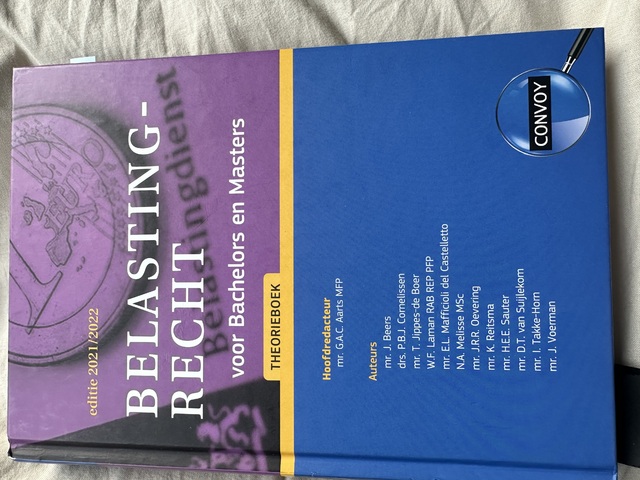 editie 2021/2022
BELASTING-
RECHT
Belastingdienst
voor Bachelors en Masters
THEORIEBOEK
Hoofdredacteur
mr. G.A.C. Aarts MFP
Auteurs
mr. J. Beers
drs. P.B.J. Cornelissen
mr. T. Jippes-de Boer
W.F. Laman RAB REP PFP
mr. E.L. Mafficioli del Castelletto
N.A. Melisse MSc
mr. J.R.R. Oevering
mr. K. Reitsma
mr. H.E.E. Sauter
mr. D.T. van Suijlekom
mr. I. Takke-Horn
mr. J. Voerman
CONVOY